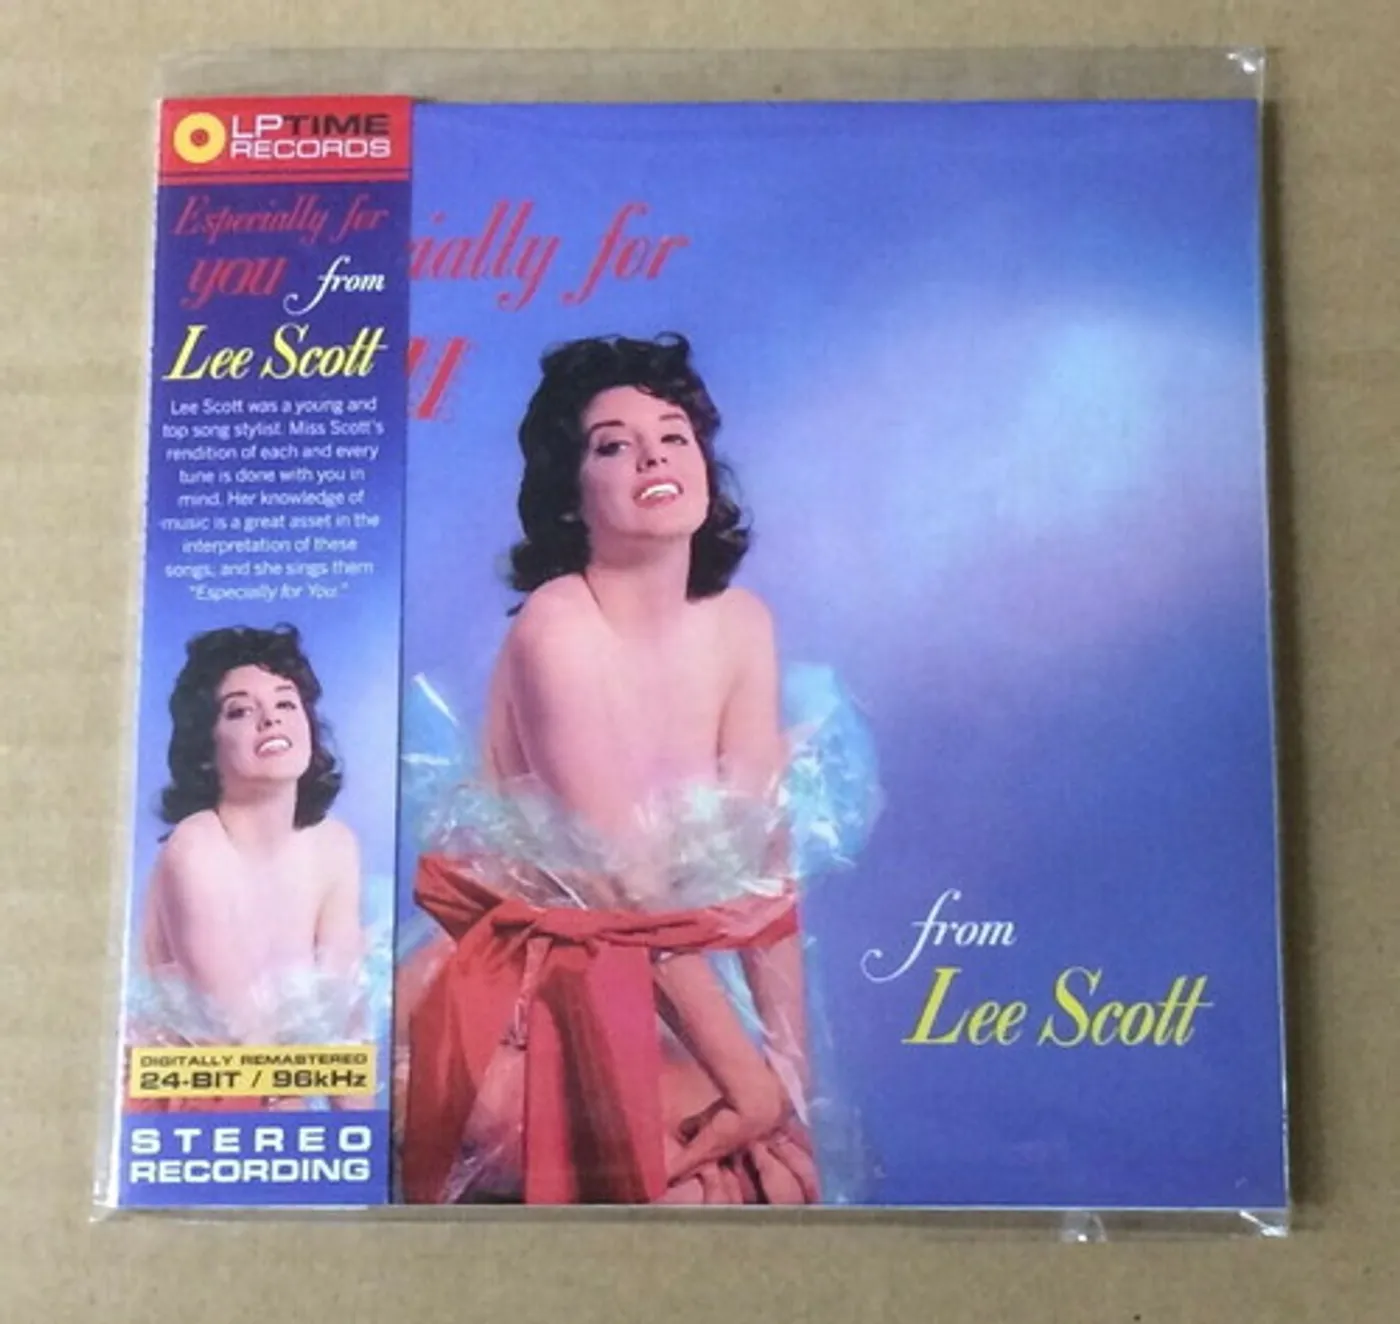 LPTIME
RECORDS
Especially for
you from
Lee Scott
Lee Scott was a young and
top song stylist. Miss Scott's
rendition of each and every
tune is done with you in
mind. Her knowledge of
music is a great asset in the
interpretation of these
songs, and she sings them
"Especially for You."
DIGITALLY REMASTERED
24-BIT / 96kHz
STEREO
RECORDING
ially for
u
from
Lee Scott